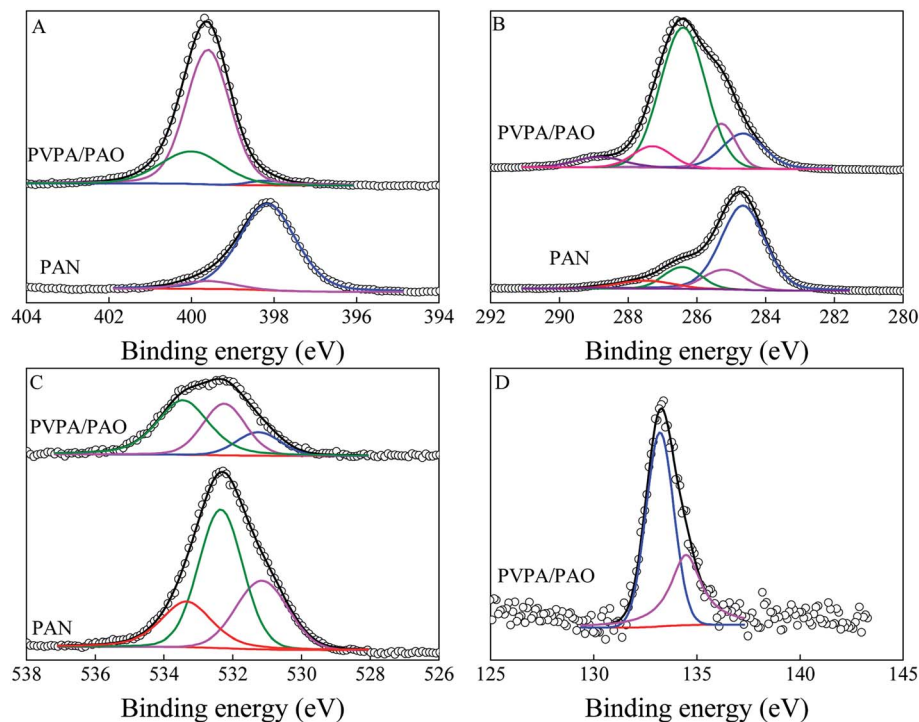 A
PVPA/PAO
PAN
404 402 400 398 396 394
Binding energy (eV)
B
PVPA/PAO
PAN
292 290 288 286 284 282 280
Binding energy (eV)
C
PVPA/PAO
PAN
538 536 534 532 530 528 526
Binding energy (eV)
D
PVPA/PAO
125 130 135 140 145
Binding energy (eV)